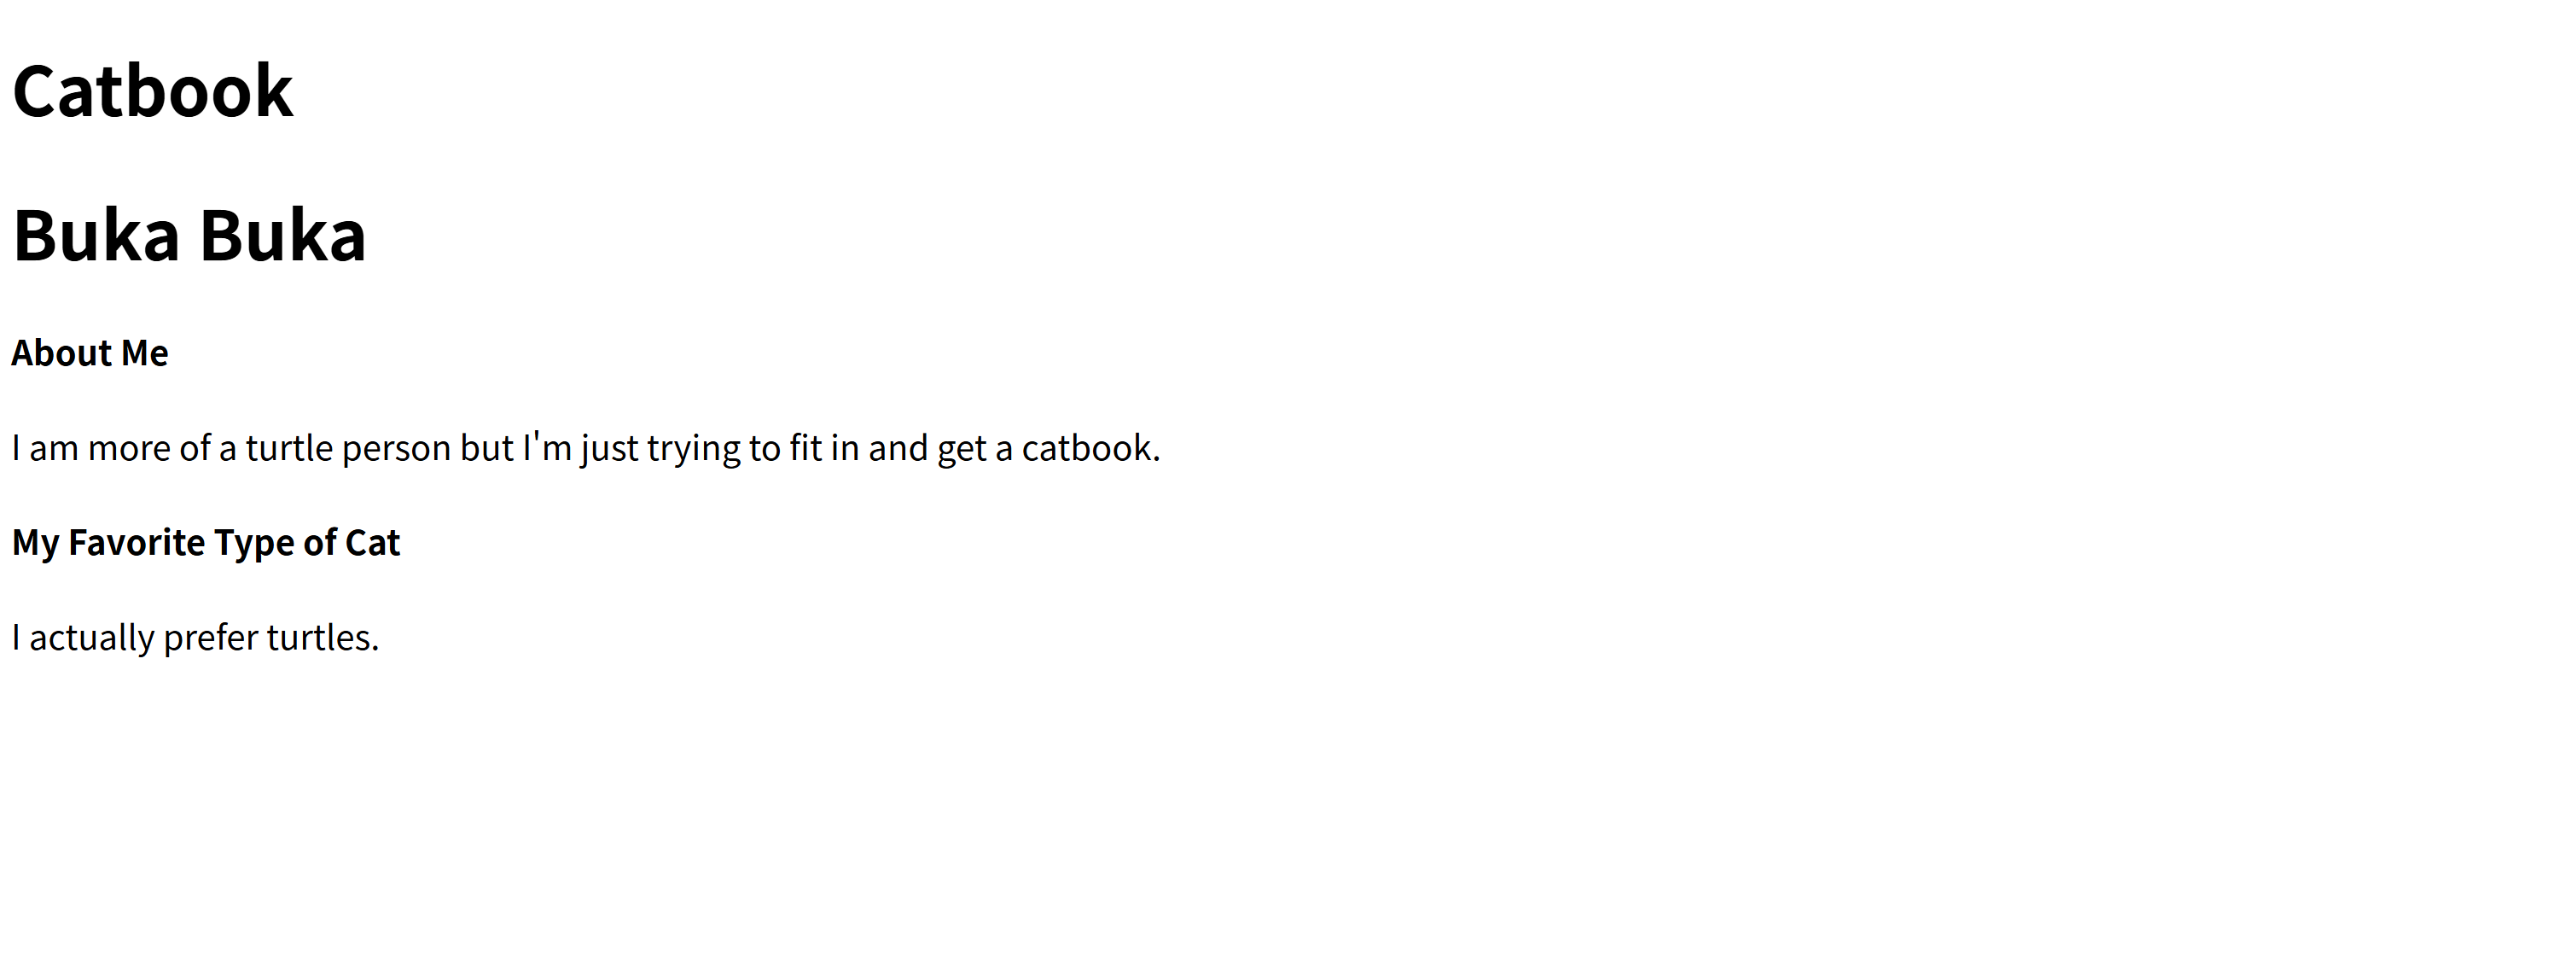 Catbook
Buka Buka
About Me
I am more of a turtle person but I'm just trying to fit in and get a catbook.
My Favorite Type of Cat
I actually prefer turtles.